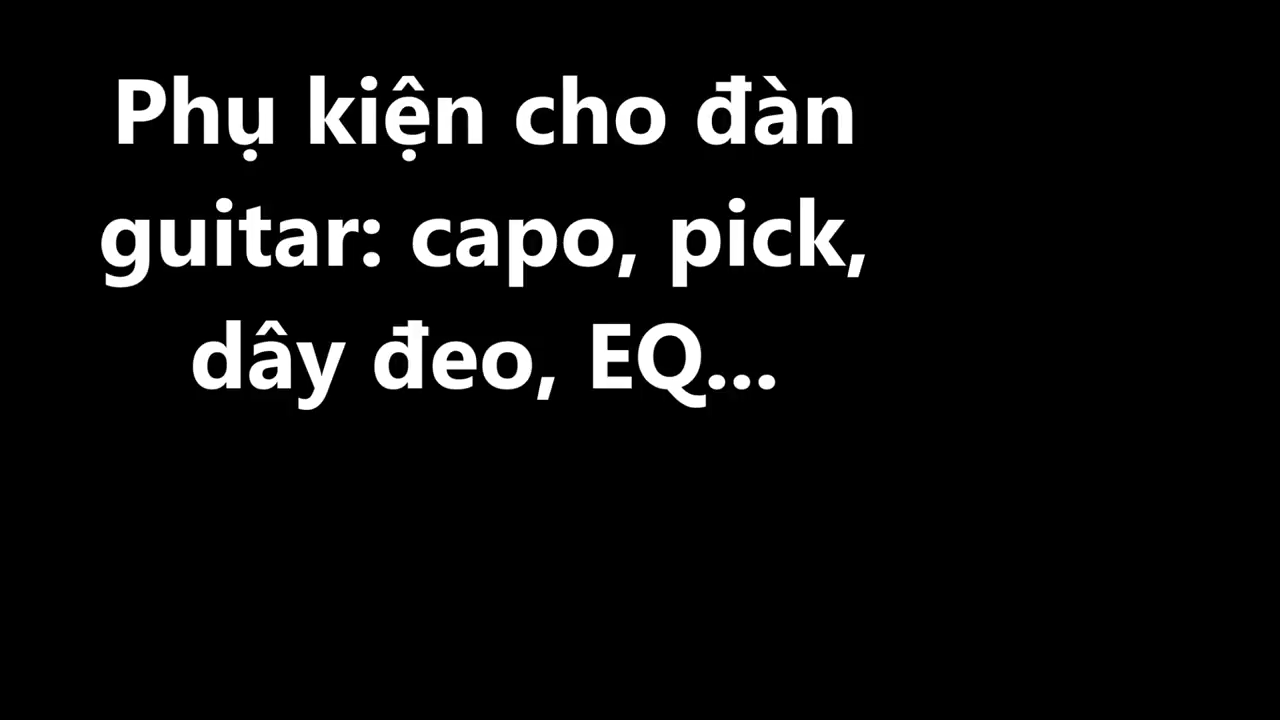 Phụ kiện cho đàn
guitar: capo, pick,
dây đeo, EQ...